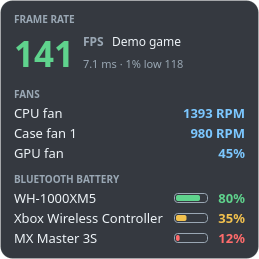 FRAME RATE
141 FPS Demo game
7.1 ms · 1% low 118
FANS
CPU fan 1393 RPM
Case fan 1 980 RPM
GPU fan 45%
BLUETOOTH BATTERY
WH-1000XM5 80%
Xbox Wireless Controller 35%
MX Master 3S 12%